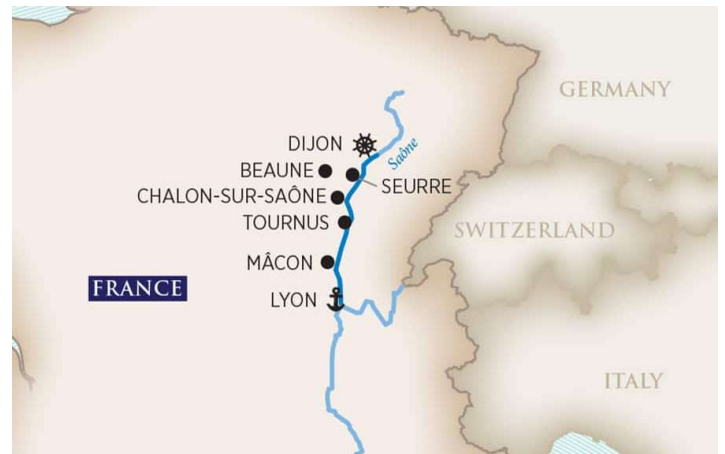 GERMANY
DIJON
Saône
BEAUNE
SEURRE
CHALON-SUR-SAÔNE
TOURNUS
SWITZERLAND
MÂCON
FRANCE
LYON
ITALY